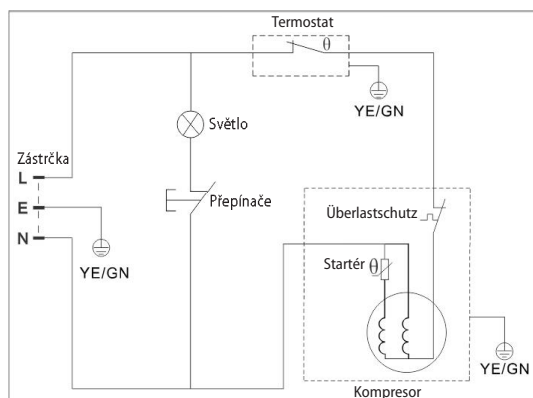 Termostat
θ
YE/GN
Světlo
Zástrčka
L
Přepínače
E
Überlastschutz
N
YE/GN
Startér θ
YE/GN
Kompresor